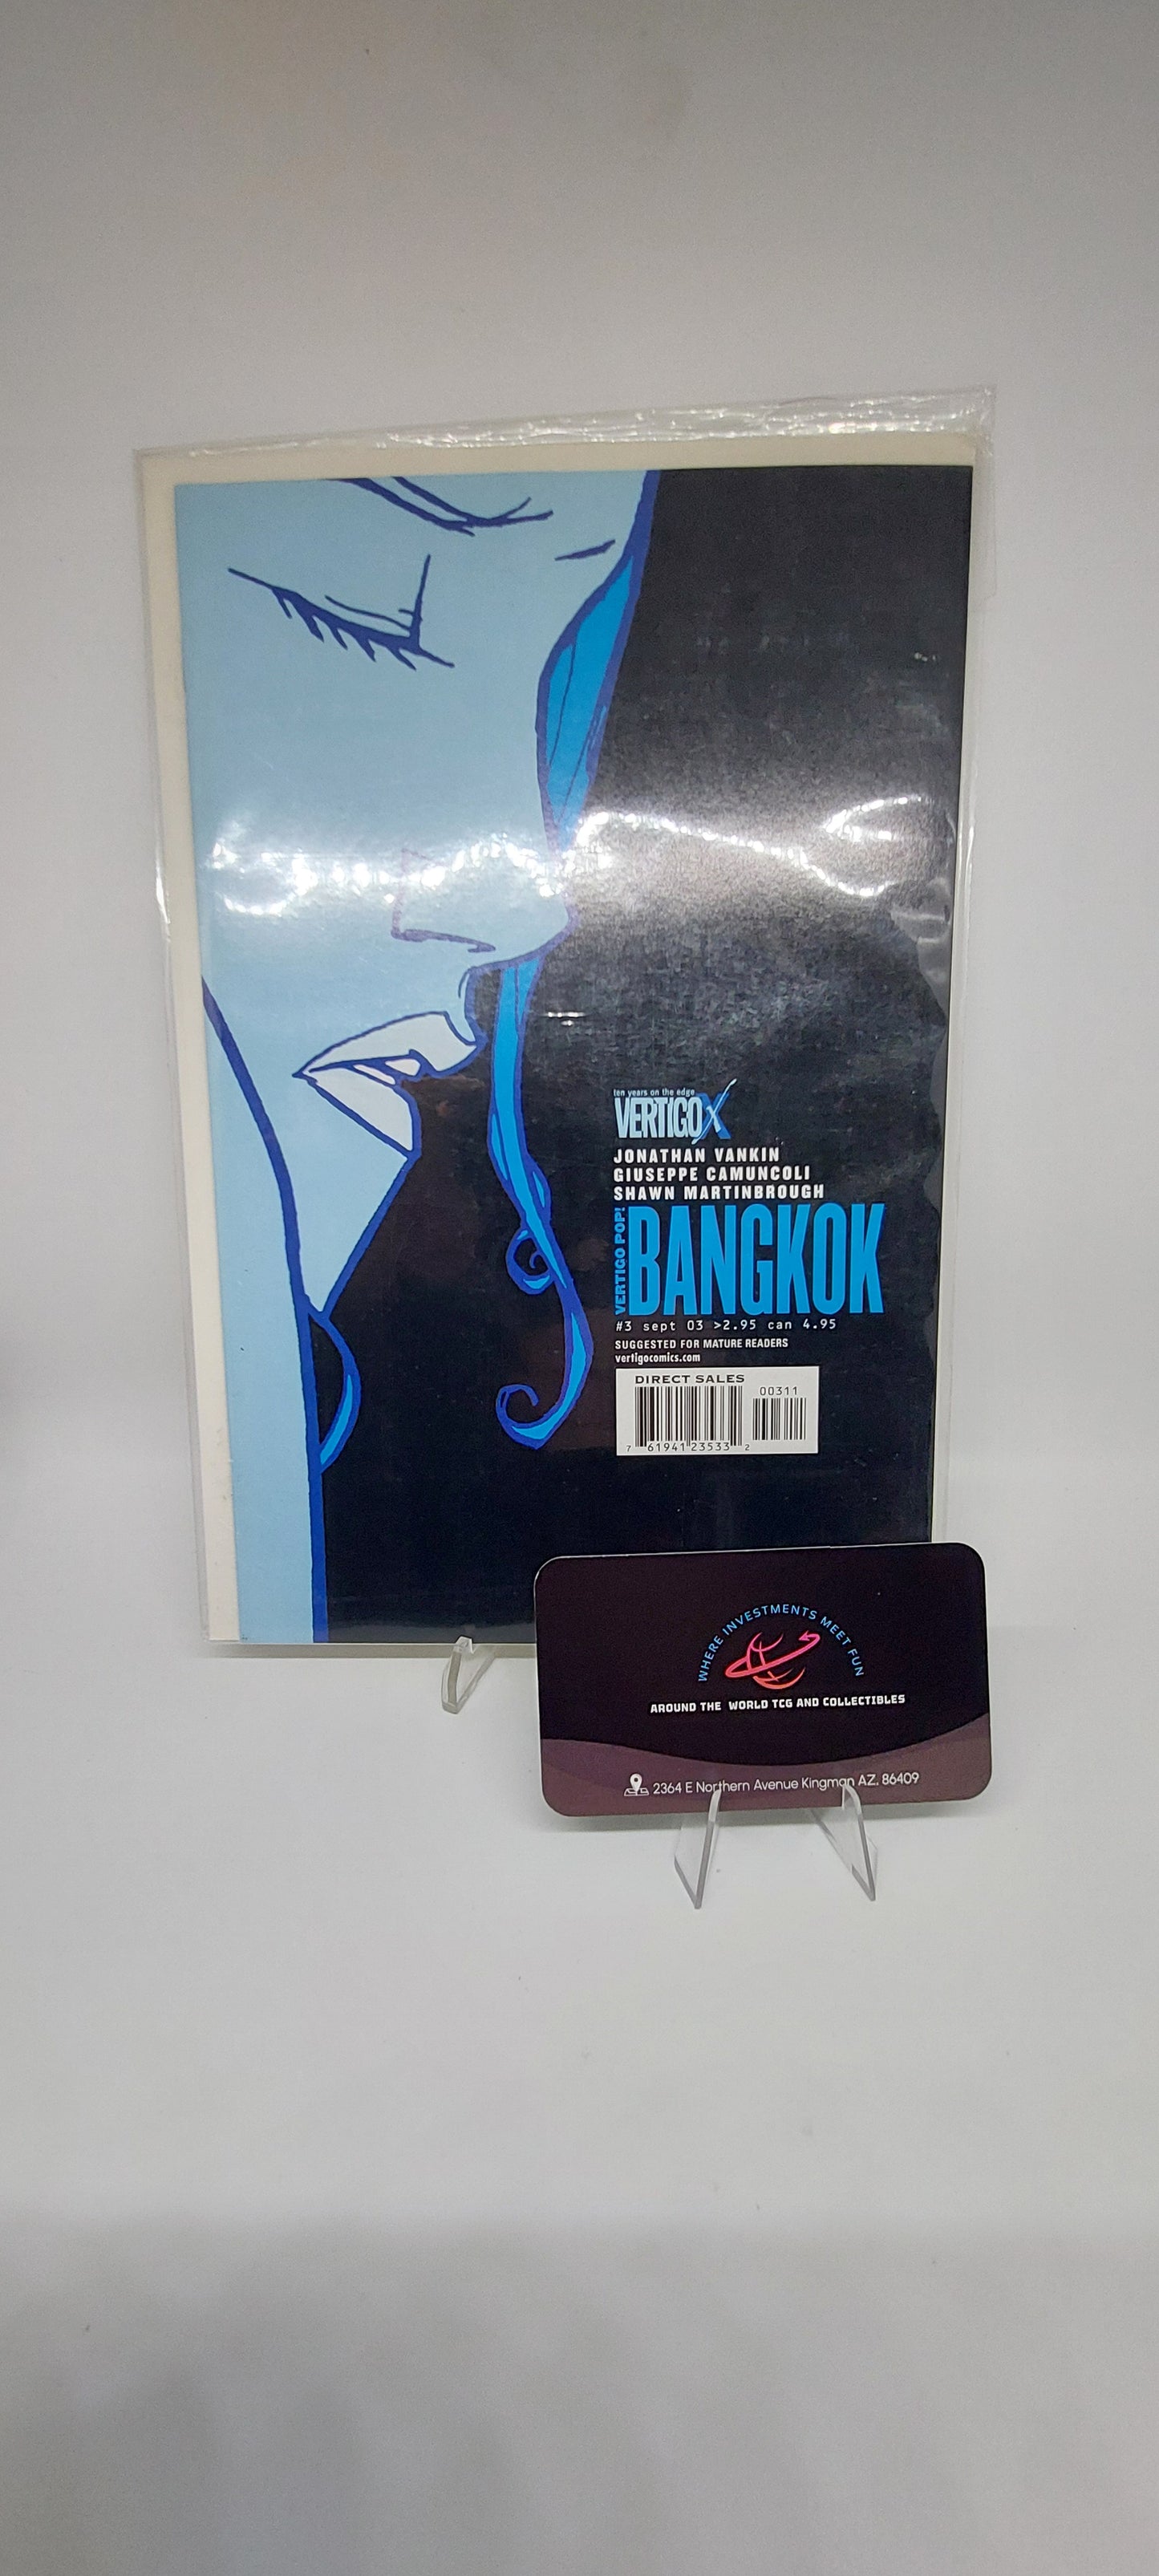 ten years on the edge
VERTIGO X
JONATHAN VANKIN
GIUSEPPE CAMUNCOLI
SHAWN MARTINBROUGH
VERTIGO POP!
BANGKOK
#3 sept 03 >2.95 can 4.95
SUGGESTED FOR MATURE READERS
vertigocomics.com
DIRECT SALES
00311
7 61941 23533 2
WHERE INVESTMENTS MEET FUN
AROUND THE WORLD TCG AND COLLECTIBLES
2364 E Northern Avenue Kingman AZ. 86409